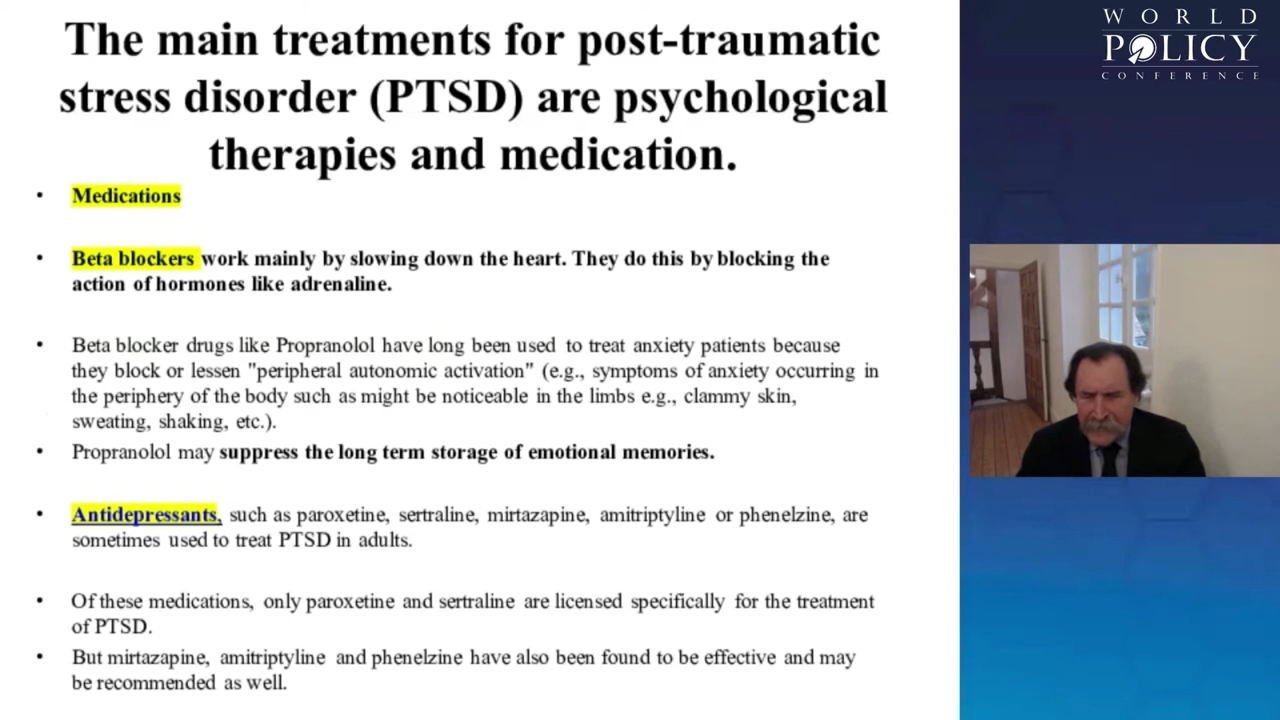 The main treatments for post-traumatic
stress disorder (PTSD) are psychological
therapies and medication.
• Medications
• Beta blockers work mainly by slowing down the heart. They do this by blocking the
action of hormones like adrenaline.
• Beta blocker drugs like Propranolol have long been used to treat anxiety patients because
they block or lessen "peripheral autonomic activation" (e.g., symptoms of anxiety occurring in
the periphery of the body such as might be noticeable in the limbs e.g., clammy skin,
sweating, shaking, etc.).
• Propranolol may suppress the long term storage of emotional memories.
• Antidepressants, such as paroxetine, sertraline, mirtazapine, amitriptyline or phenelzine, are
sometimes used to treat PTSD in adults.
• Of these medications, only paroxetine and sertraline are licensed specifically for the treatment
of PTSD.
• But mirtazapine, amitriptyline and phenelzine have also been found to be effective and may
be recommended as well.
WORLD
POLICY
CONFERENCE